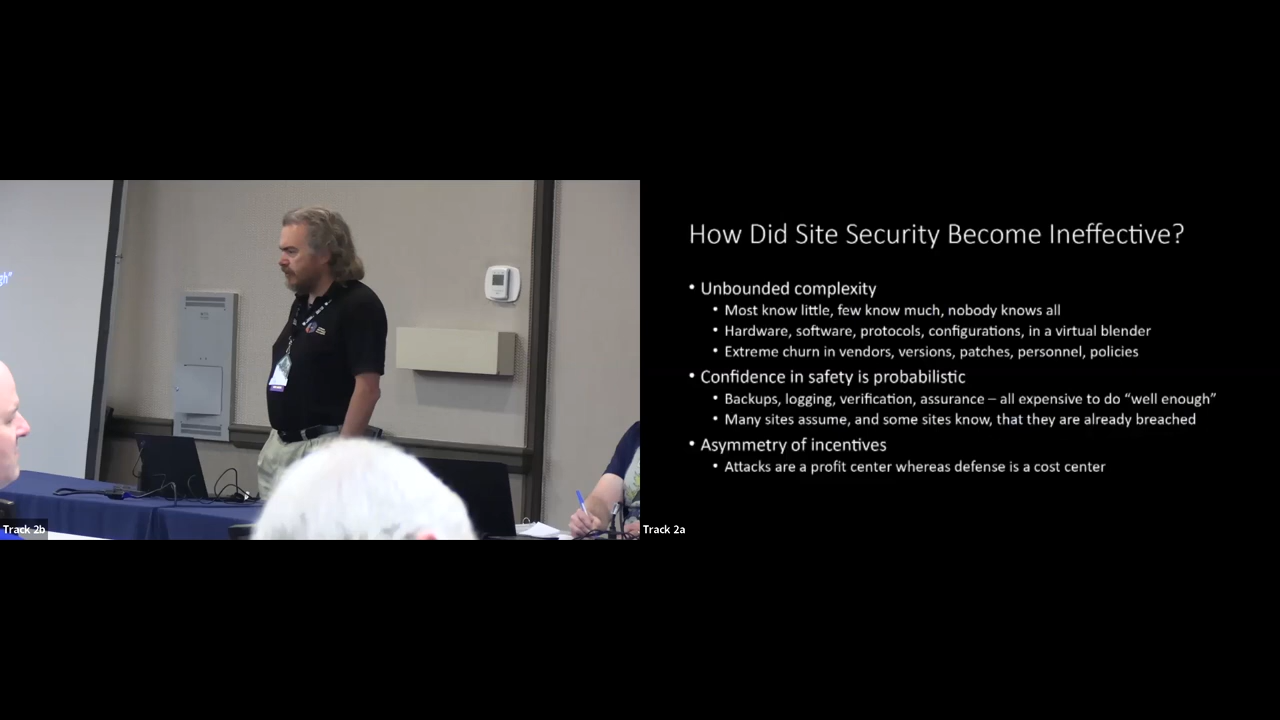 gh"
Track 2b
How Did Site Security Become Ineffective?
• Unbounded complexity
• Most know little, few know much, nobody knows all
• Hardware, software, protocols, configurations, in a virtual blender
• Extreme churn in vendors, versions, patches, personnel, policies
• Confidence in safety is probabilistic
• Backups, logging, verification, assurance – all expensive to do “well enough”
• Many sites assume, and some sites know, that they are already breached
• Asymmetry of incentives
• Attacks are a profit center whereas defense is a cost center
Track 2a